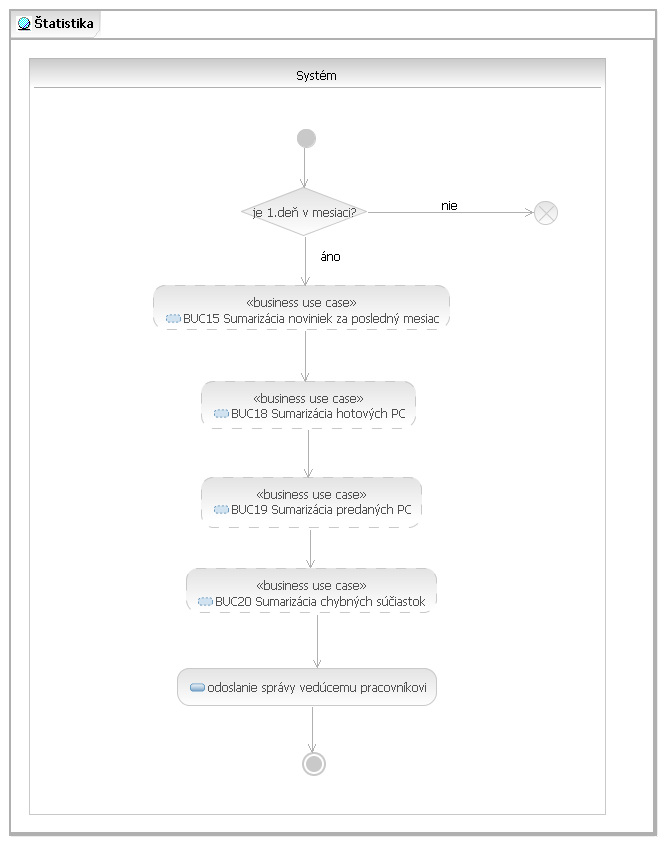 Štatistika
Systém
je 1.deň v mesiaci?
nie
áno
«business use case»
BUC15 Sumarizácia noviniek za posledný mesiac
«business use case»
BUC18 Sumarizácia hotových PC
«business use case»
BUC19 Sumarizácia predaných PC
«business use case»
BUC20 Sumarizácia chybných súčiastok
odoslanie správy vedúcemu pracovníkovi